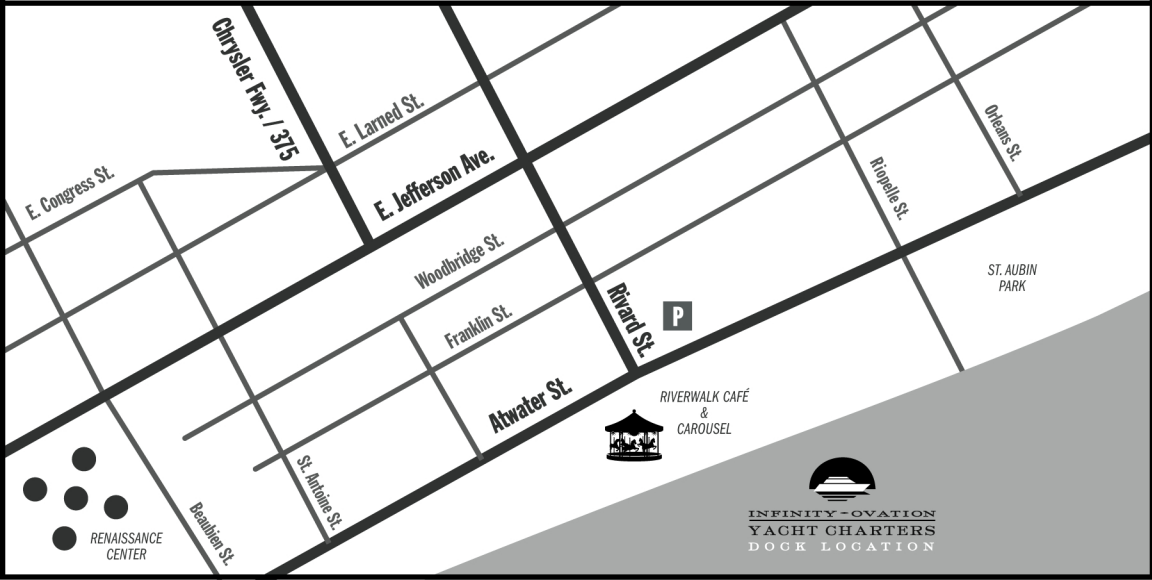 Chrysler Fwy. / 375
E. Larned St.
E. Congress St.
E. Jefferson Ave.
Orleans St.
Riopelle St.
Woodbridge St.
Franklin St.
Rivard St.
P
ST. AUBIN
PARK
Atwater St.
RIVERWALK CAFÉ
&
CAROUSEL
St. Antoine St.
Beaubien St.
RENAISSANCE
CENTER
INFINITY-OVATION
YACHT CHARTERS
DOCK LOCATION